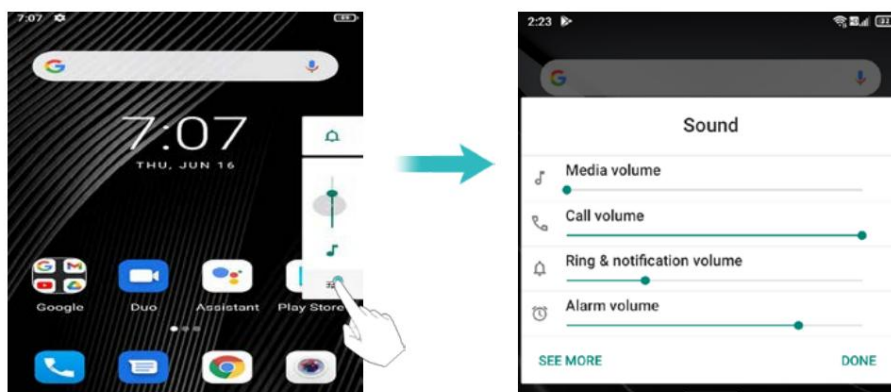 7:07
7:07
THU, JUN 16
Google
Duo
Assistant
Play Store
2:23
Sound
Media volume
Call volume
Ring & notification volume
Alarm volume
SEE MORE
DONE